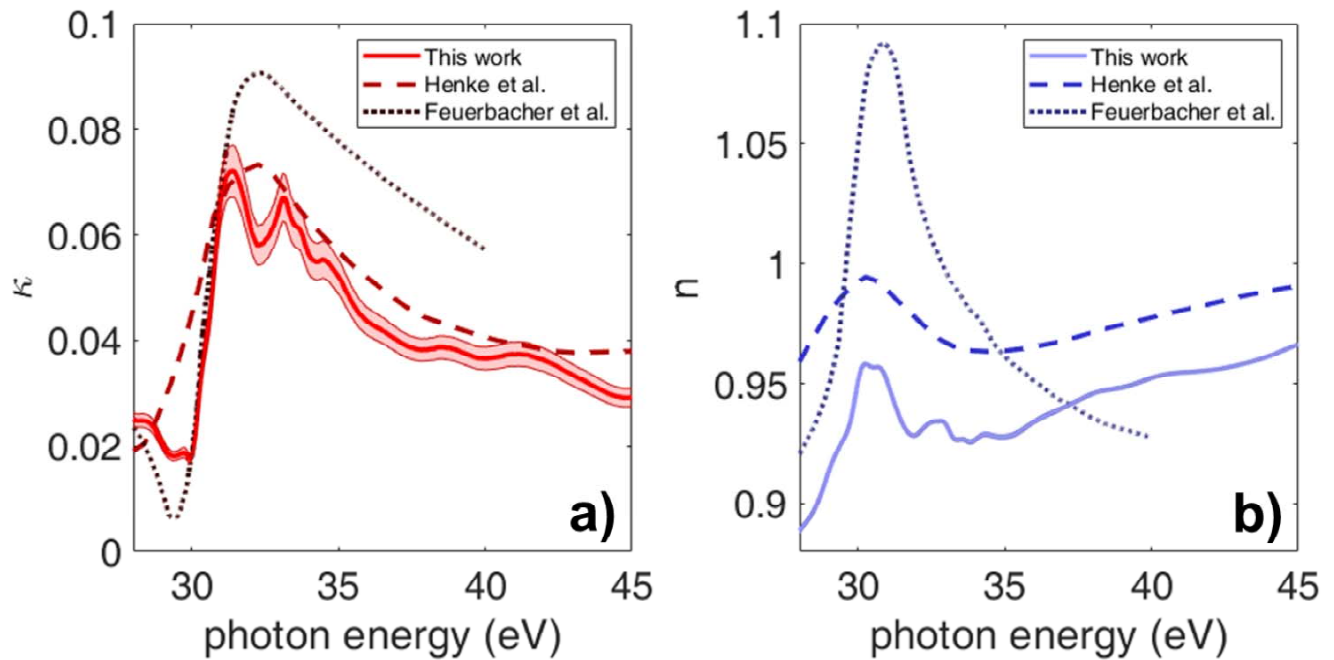 0.1
0.08
0.06
0.04
0.02
0
κ
30
35
40
45
photon energy (eV)
This work
Henke et al.
Feuerbacher et al.
a)
1.1
1.05
1
0.95
0.9
n
30
35
40
45
photon energy (eV)
This work
Henke et al.
Feuerbacher et al.
b)